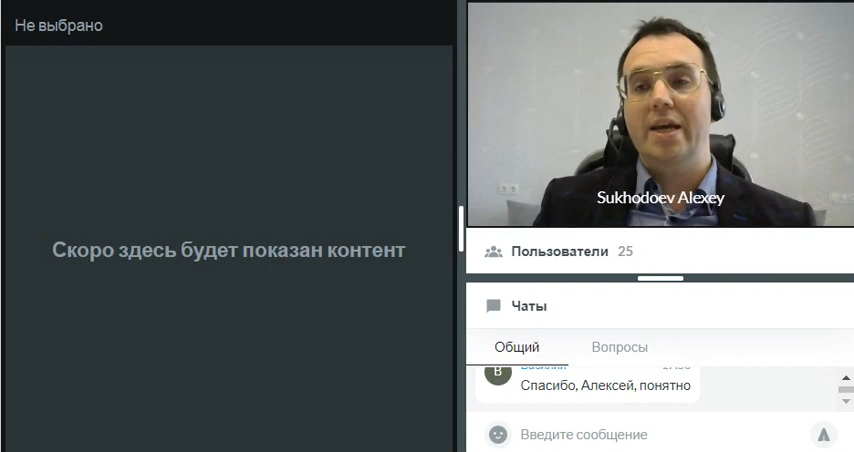 Не выбрано
Скоро здесь будет показан контент
Sukhodoev Alexey
Пользователи 25
Чаты
Общий Вопросы
В
Спасибо, Алексей, понятно
Введите сообщение